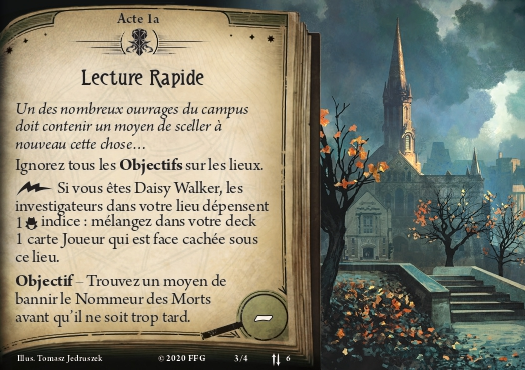 Acte 1a
Lecture Rapide
Un des nombreux ouvrages du campus
doit contenir un moyen de sceller à
nouveau cette chose…
Ignorez tous les Objectifs sur les lieux.
Si vous êtes Daisy Walker, les
investigateurs dans votre lieu dépensent
1 indice : mélangez dans votre deck
1 carte Joueur qui est face cachée sous
ce lieu.
Objectif – Trouvez un moyen de
bannir le Nommeur des Morts
avant qu'il ne soit trop tard.
–
Illus. Tomasz Jedruszek © 2020 FFG 3/4 6